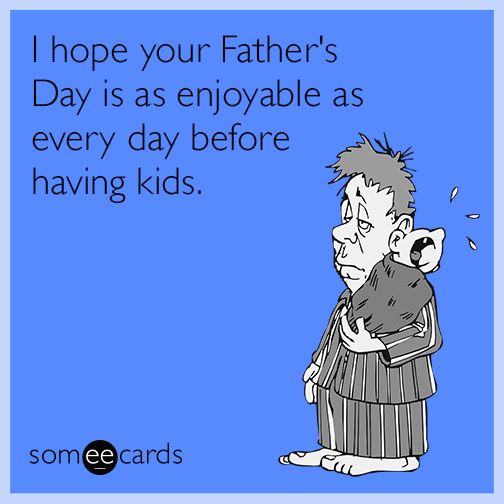 I hope your Father's
Day is as enjoyable as
every day before
having kids.
someecards